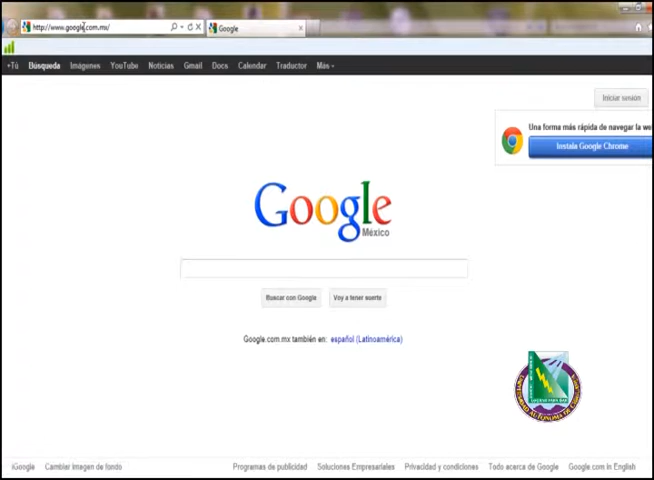 http://www.google.com.mx/
Google
+Tú Búsqueda Imágenes YouTube Noticias Gmail Docs Calendar Traductor Más
Iniciar sesión
Una forma más rápida de navegar la we
Instala Google Chrome
Google
México
Buscar con Google Voy a tener suerte
Google.com.mx también en: español (Latinoamérica)
iGoogle Cambiar imagen de fondo Programas de publicidad Soluciones Empresariales Privacidad y condiciones Todo acerca de Google Google.com in English